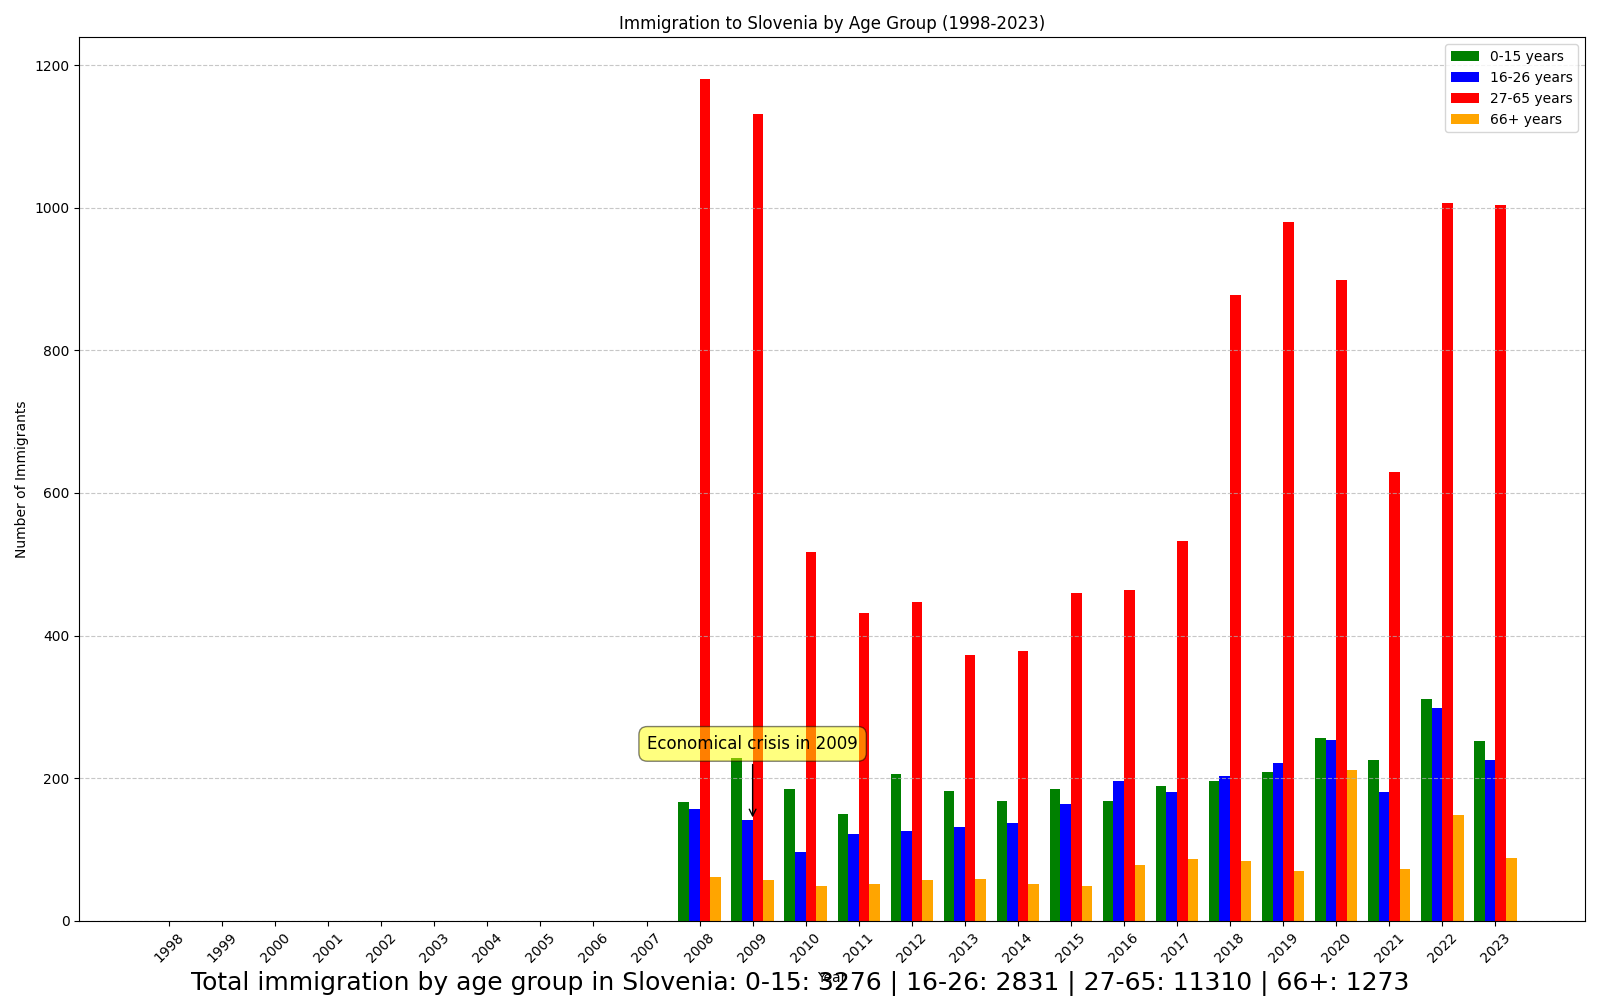 Immigration to Slovenia by Age Group (1998-2023)
0-15 years
16-26 years
27-65 years
66+ years
Number of Immigrants
1200
1000
800
600
400
200
0
Economical crisis in 2009
1998 1999 2000 2001 2002 2003 2004 2005 2006 2007 2008 2009 2010 2011 2012 2013 2014 2015 2016 2017 2018 2019 2020 2021 2022 2023
Year
Total immigration by age group in Slovenia: 0-15: 3276 | 16-26: 2831 | 27-65: 11310 | 66+: 1273